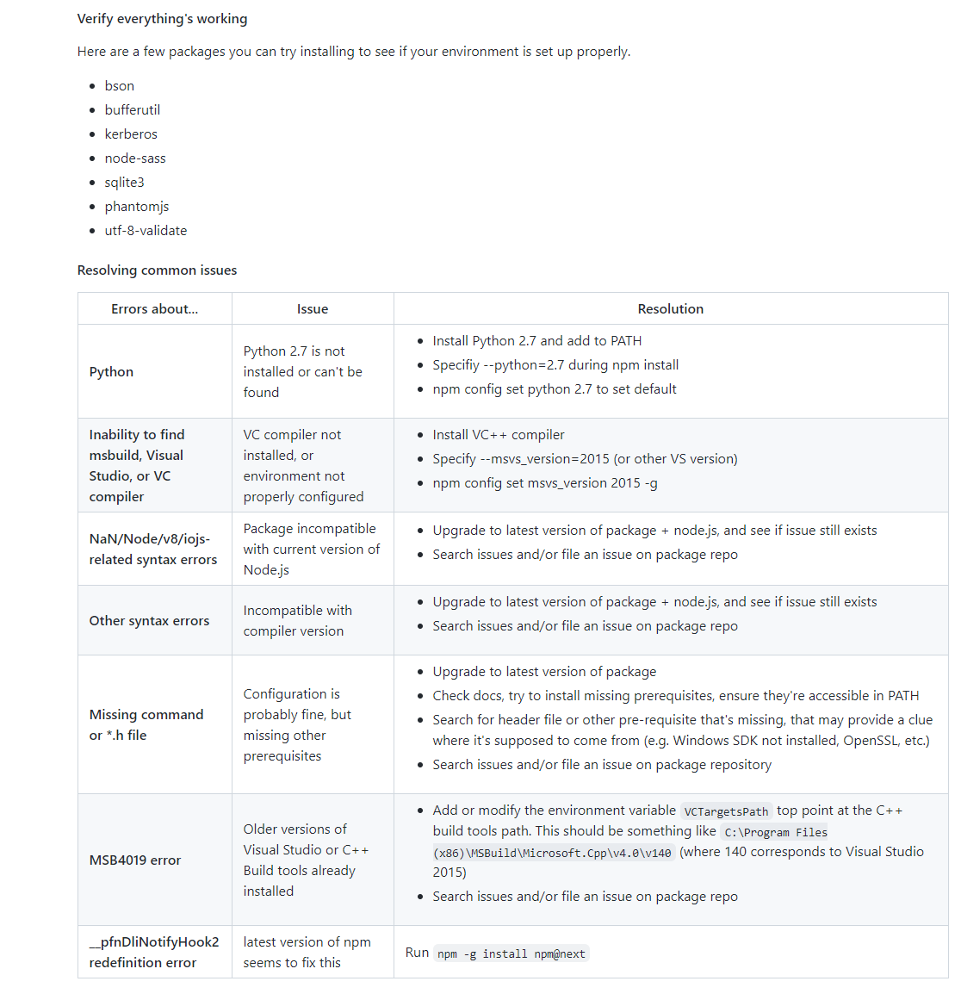 Verify everything's working
Here are a few packages you can try installing to see if your environment is set up properly.
bson
bufferutil
kerberos
node-sass
sqlite3
phantomjs
utf-8-validate
Resolving common issues
Errors about...
Issue
Resolution
Python
Python 2.7 is not
installed or can't be
found
Install Python 2.7 and add to PATH
Specifiy --python=2.7 during npm install
npm config set python 2.7 to set default
Inability to find
msbuild, Visual
Studio, or VC
compiler
VC compiler not
installed, or
environment not
properly configured
Install VC++ compiler
Specify --msvs_version=2015 (or other VS version)
npm config set msvs_version 2015 -g
NaN/Node/v8/iojs-
related syntax errors
Package incompatible
with current version of
Node.js
Upgrade to latest version of package + node.js, and see if issue still exists
Search issues and/or file an issue on package repo
Other syntax errors
Incompatible with
compiler version
Upgrade to latest version of package + node.js, and see if issue still exists
Search issues and/or file an issue on package repo
Missing command
or *.h file
Configuration is
probably fine, but
missing other
prerequisites
Upgrade to latest version of package
Check docs, try to install missing prerequisites, ensure they're accessible in PATH
Search for header file or other pre-requisite that's missing, that may provide a clue
where it's supposed to come from (e.g. Windows SDK not installed, OpenSSL, etc.)
Search issues and/or file an issue on package repository
MSB4019 error
Older versions of
Visual Studio or C++
Build tools already
installed
Add or modify the environment variable VCTargetsPath top point at the C++
build tools path. This should be something like C:\Program Files
(x86)\MSBuild\Microsoft.Cpp\v4.0\v140 (where 140 corresponds to Visual Studio
2015)
Search issues and/or file an issue on package repo
__pfnDliNotifyHook2
redefinition error
latest version of npm
seems to fix this
Run npm -g install npm@next